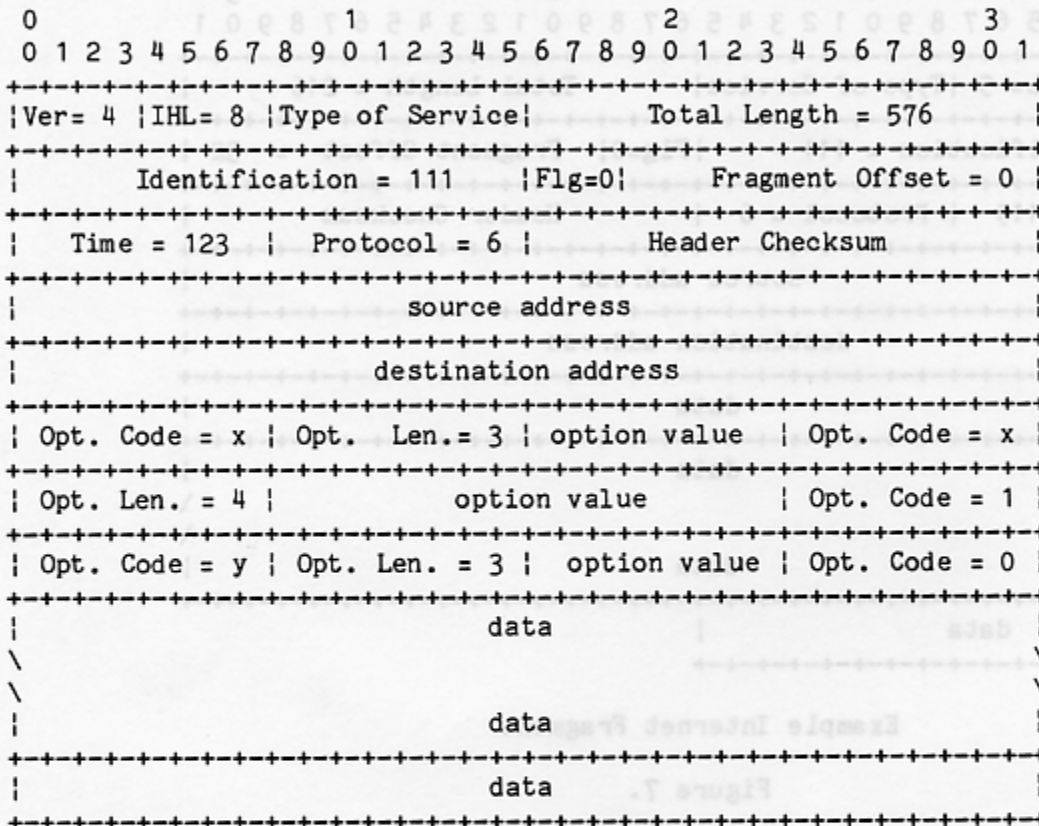 0 1 2 3
0 1 2 3 4 5 6 7 8 9 0 1 2 3 4 5 6 7 8 9 0 1 2 3 4 5 6 7 8 9 0 1
+-+-+-+-+-+-+-+-+-+-+-+-+-+-+-+-+-+-+-+-+-+-+-+-+-+-+-+-+-+-+-+-+
|Ver= 4 |IHL= 8 |Type of Service| Total Length = 576 |
+-+-+-+-+-+-+-+-+-+-+-+-+-+-+-+-+-+-+-+-+-+-+-+-+-+-+-+-+-+-+-+-+
| Identification = 111 |Flg=0| Fragment Offset = 0 |
+-+-+-+-+-+-+-+-+-+-+-+-+-+-+-+-+-+-+-+-+-+-+-+-+-+-+-+-+-+-+-+-+
| Time = 123 | Protocol = 6 | Header Checksum |
+-+-+-+-+-+-+-+-+-+-+-+-+-+-+-+-+-+-+-+-+-+-+-+-+-+-+-+-+-+-+-+-+
| source address |
+-+-+-+-+-+-+-+-+-+-+-+-+-+-+-+-+-+-+-+-+-+-+-+-+-+-+-+-+-+-+-+-+
| destination address |
+-+-+-+-+-+-+-+-+-+-+-+-+-+-+-+-+-+-+-+-+-+-+-+-+-+-+-+-+-+-+-+-+
| Opt. Code = x | Opt. Len.= 3 | option value | Opt. Code = x |
+-+-+-+-+-+-+-+-+-+-+-+-+-+-+-+-+-+-+-+-+-+-+-+-+-+-+-+-+-+-+-+-+
| Opt. Len. = 4 | option value | Opt. Code = 1 |
+-+-+-+-+-+-+-+-+-+-+-+-+-+-+-+-+-+-+-+-+-+-+-+-+-+-+-+-+-+-+-+-+
| Opt. Code = y | Opt. Len. = 3 | option value | Opt. Code = 0 |
+-+-+-+-+-+-+-+-+-+-+-+-+-+-+-+-+-+-+-+-+-+-+-+-+-+-+-+-+-+-+-+-+
| data |
\ \
\ \
| data |
+-+-+-+-+-+-+-+-+-+-+-+-+-+-+-+-+-+-+-+-+-+-+-+-+-+-+-+-+-+-+-+-+
| data |
+-+-+-+-+-+-+-+-+-+-+-+-+-+-+-+-+-+-+-+-+-+-+-+-+-+-+-+-+-+-+-+-+